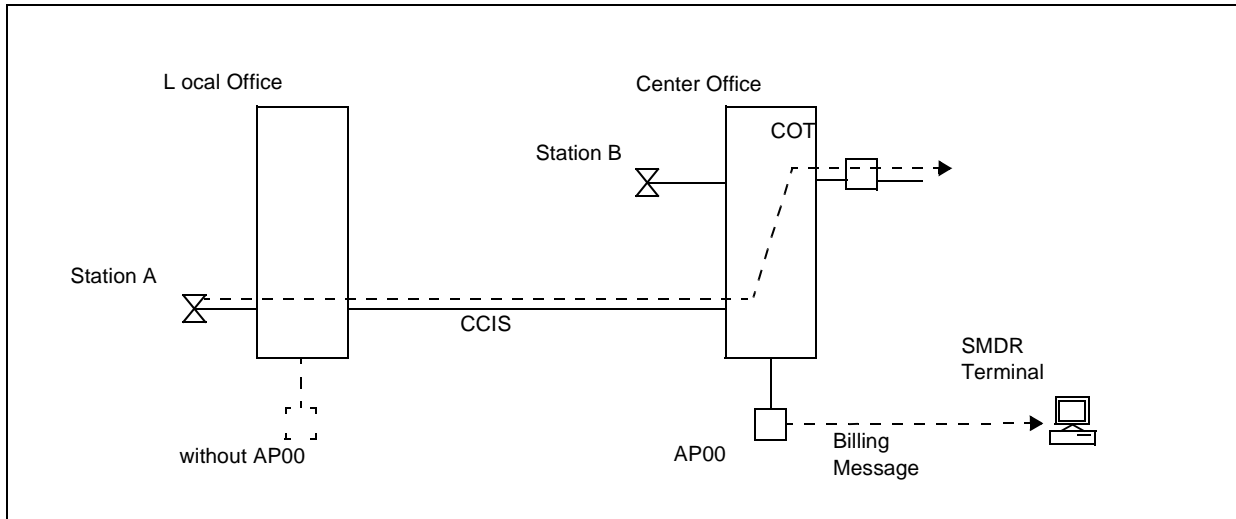 L ocal Office
Center Office
COT
Station B
Station A
CCIS
SMDR
Terminal
without AP00
AP00
Billing
Message